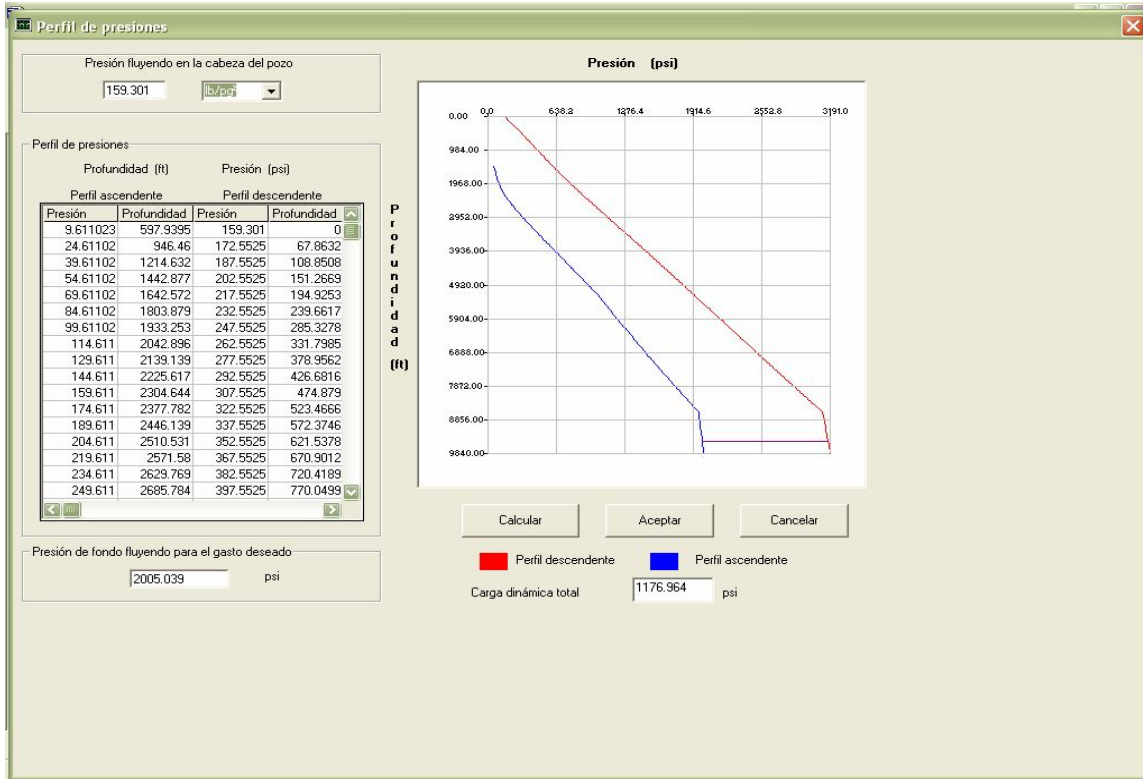 Perfil de presiones
Presión fluyendo en la cabeza del pozo
159.301 lb/pg²
Perfil de presiones
Profundidad (ft) Presión (psi)
Perfil ascendente Perfil descendente
Presión Profundidad Presión Profundidad
9.611023 597.9395 159.301 0
24.61102 946.46 172.5525 67.8632
39.61102 1214.632 187.5525 108.8508
54.61102 1442.877 202.5525 151.2669
69.61102 1642.572 217.5525 194.9253
84.61102 1803.879 232.5525 239.6617
99.61102 1933.253 247.5525 285.3278
114.611 2042.896 262.5525 331.7985
129.611 2139.139 277.5525 378.9562
144.611 2225.617 292.5525 426.6816
159.611 2304.644 307.5525 474.879
174.611 2377.782 322.5525 523.4666
189.611 2446.139 337.5525 572.3746
204.611 2510.531 352.5525 621.5378
219.611 2571.58 367.5525 670.9012
234.611 2629.769 382.5525 720.4189
249.611 2685.784 397.5525 770.0499
Presión de fondo fluyendo para el gasto deseado
2005.039 psi
Presión (psi)
0.0 638.2 1276.4 1914.6 2552.8 3191.0
0.00
984.00
1968.00
2952.00
3936.00
4920.00
5904.00
6888.00
7872.00
8856.00
9840.00
Profundidad
(ft)
Calcular Aceptar Cancelar
Perfil descendente Perfil ascendente
Carga dinámica total 1176.964 psi